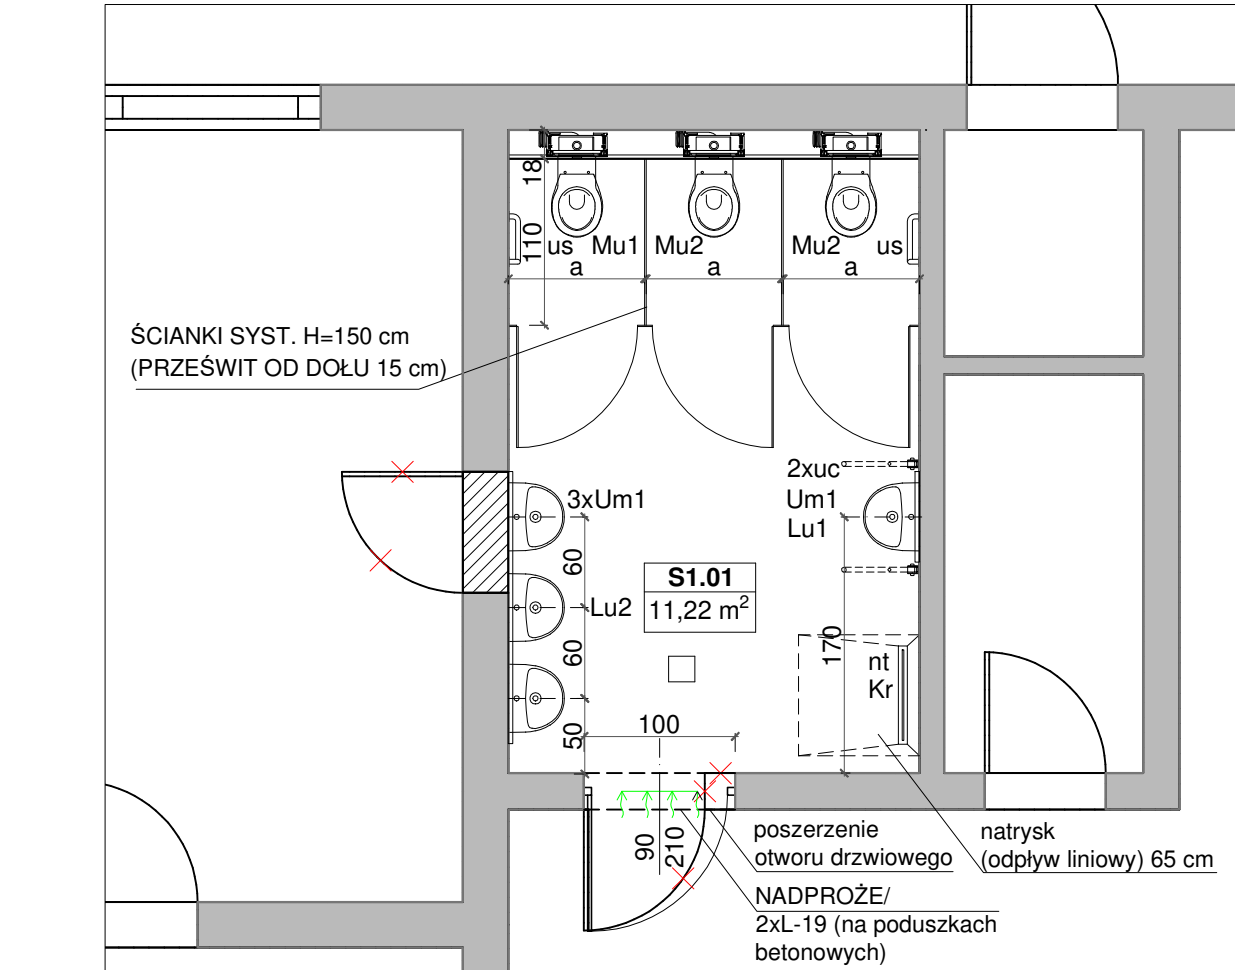 18
110
us
Mu1
Mu2
Mu2
us
a
a
a
ŚCIANKI SYST. H=150 cm
(PRZEŚWIT OD DOŁU 15 cm)
3xUm1
2xuc
Um1
Lu1
60
S1.01
11,22 m²
Lu2
60
170
nt
Kr
50
100
90
210
poszerzenie
otworu drzwiowego
natrysk
(odpływ liniowy) 65 cm
NADPROŻE/
2xL-19 (na poduszkach
betonowych)